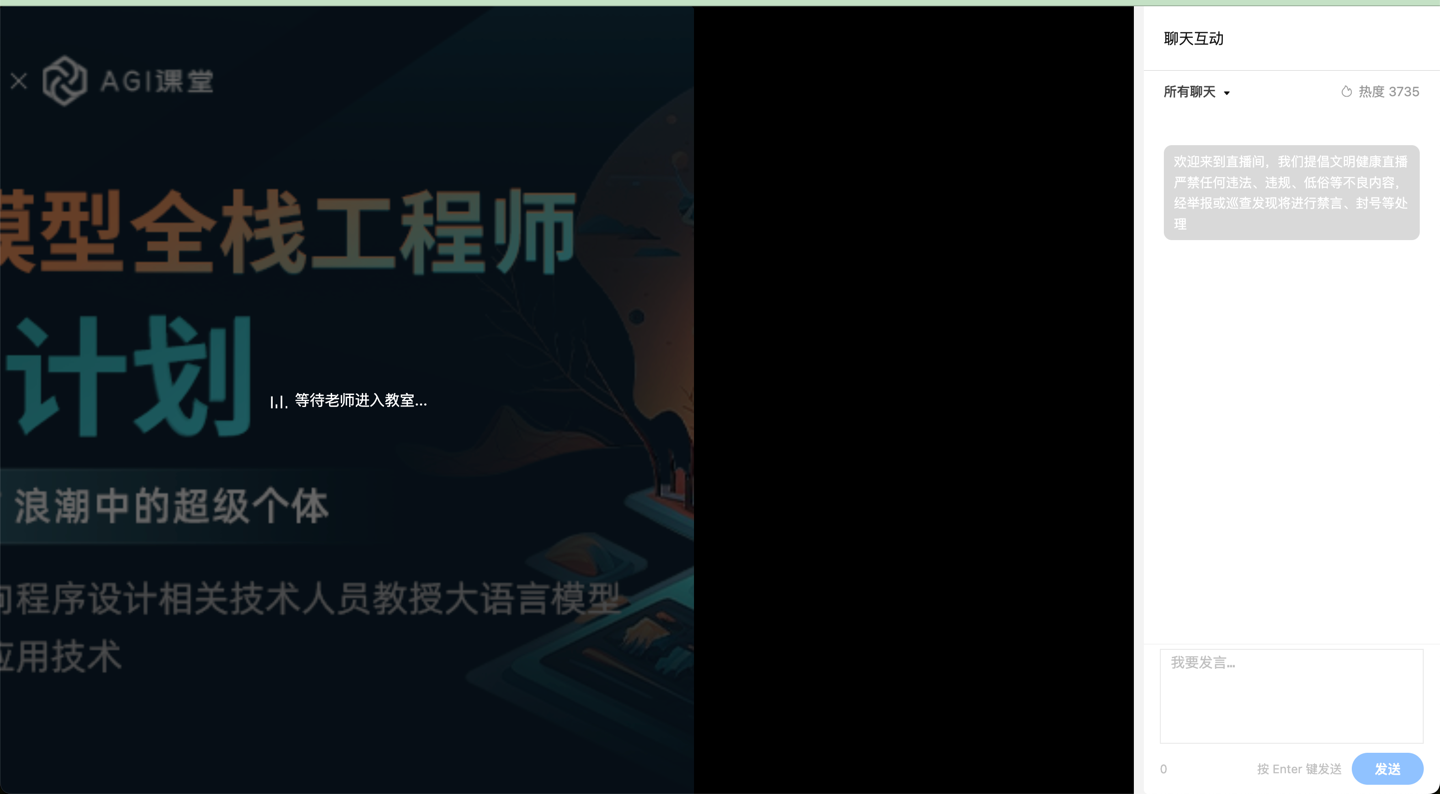 AGI课堂
模型全栈工程师
计划
等待老师进入教室...
浪潮中的超级个体
向程序设计相关技术人员教授大语言模型
应用技术
聊天互动
所有聊天
热度 3735
欢迎来到直播间，我们提倡文明健康直播
严禁任何违法、违规、低俗等不良内容，
经举报或巡查发现将进行禁言、封号等处
理
我要发言...
0
按 Enter 键发送
发送